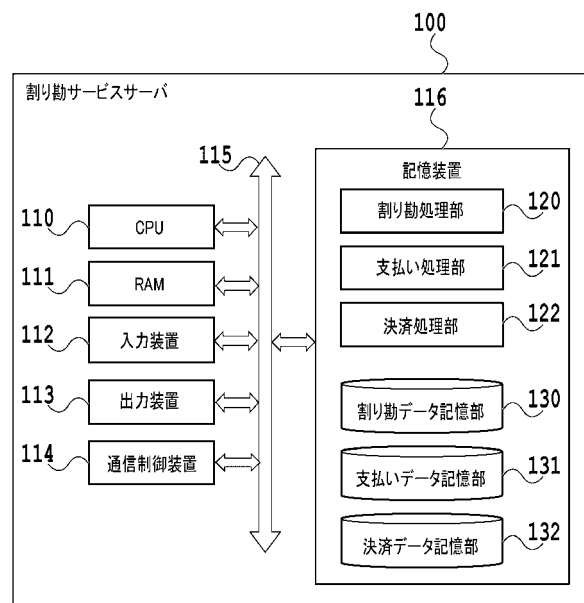 100
割り勘サービスサーバ
116
115
記憶装置
110
CPU
割り勘処理部
120
111
RAM
支払い処理部
121
112
入力装置
決済処理部
122
113
出力装置
割り勘データ記憶部
130
114
通信制御装置
支払いデータ記憶部
131
決済データ記憶部
132